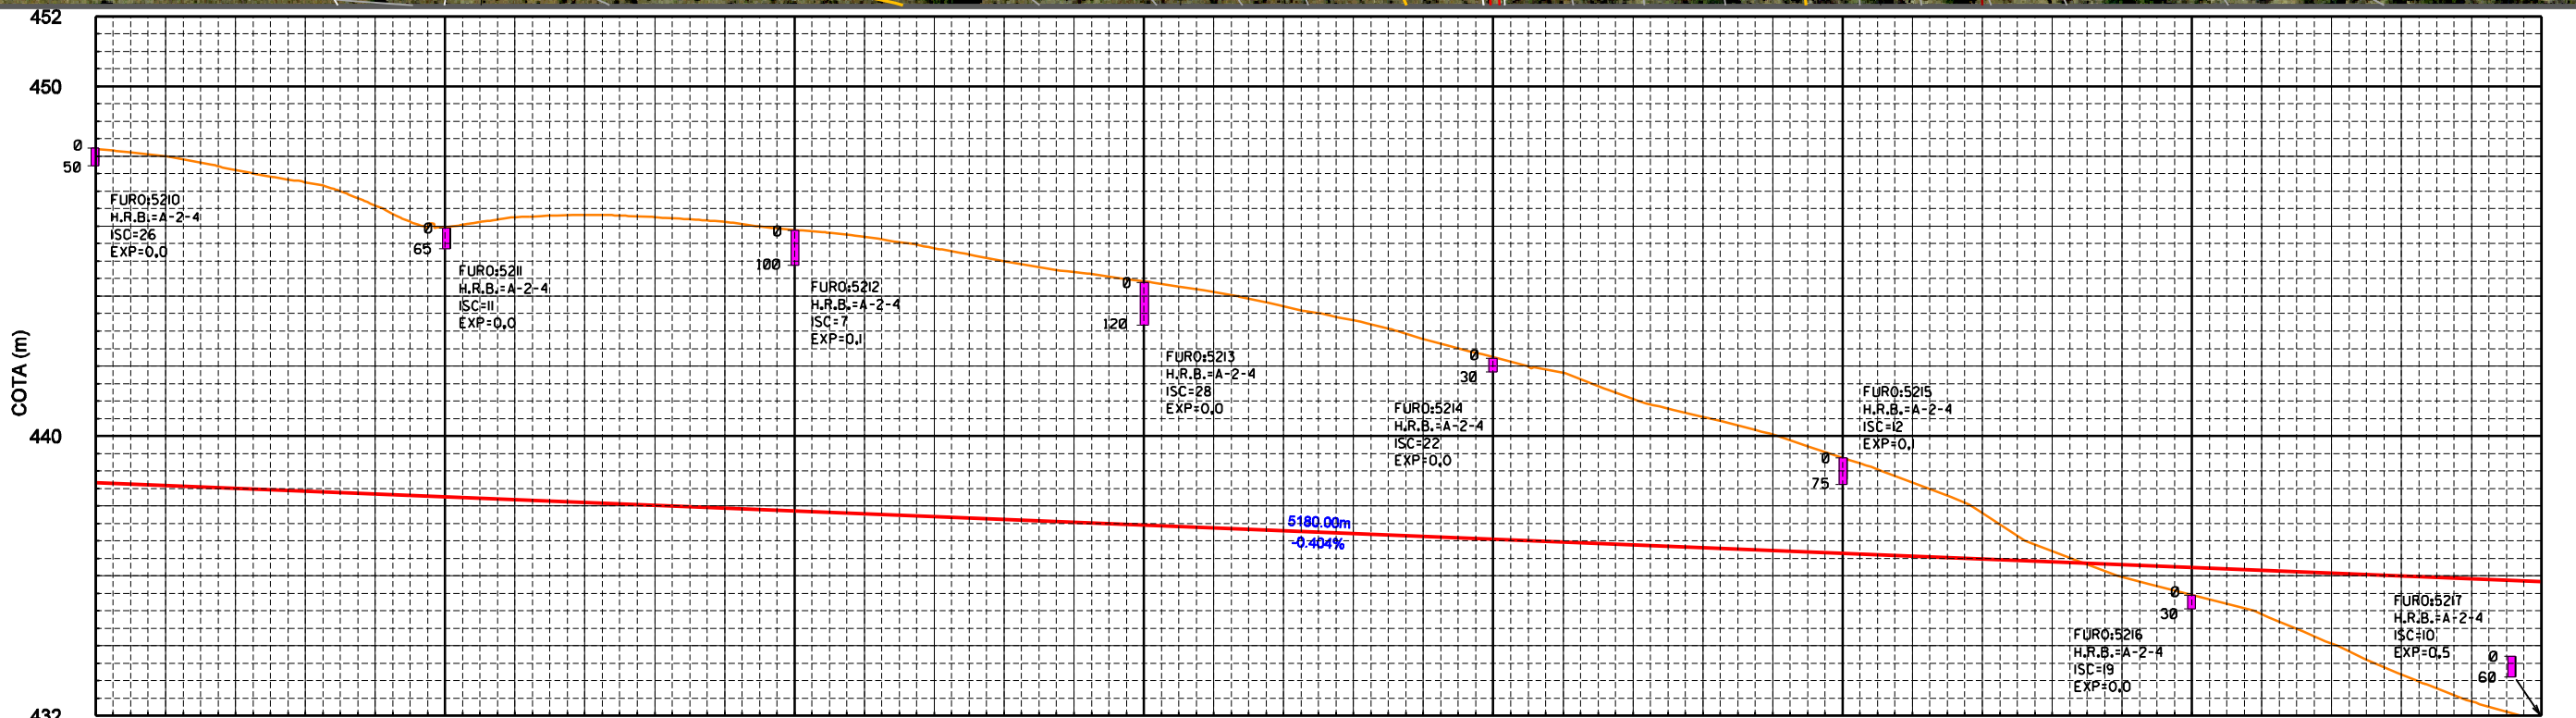 452
450
COTA (m)
440
432
0
50
FURO:5210
H.R.B.=A-2-4
ISC=26
EXP=0.0
0
65
FURO:5211
H.R.B.=A-2-4
ISC=11
EXP=0.0
0
100
FURO:5212
H.R.B.=A-2-4
ISC=7
EXP=0.1
0
120
FURO:5213
H.R.B.=A-2-4
ISC=28
EXP=0.0
0
30
FURO:5214
H.R.B.=A-2-4
ISC=22
EXP=0.0
5180.00m
-0.404%
0
75
FURO:5215
H.R.B.=A-2-4
ISC=12
EXP=0.1
0
30
FURO:5216
H.R.B.=A-2-4
ISC=19
EXP=0.0
FURO:5217
H.R.B.=A-2-4
ISC=10
EXP=0.5
0
60